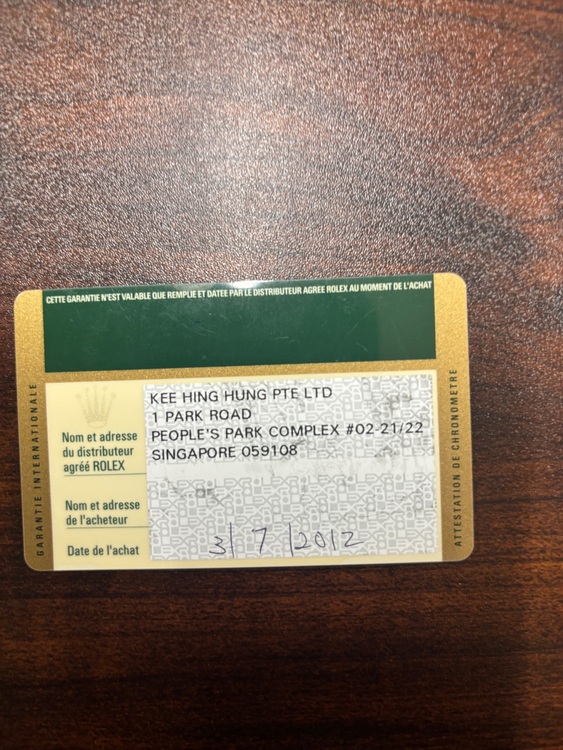 CETTE GARANTIE N'EST VALABLE QUE REMPLIE ET DATEE PAR LE DISTRIBUTEUR AGREE ROLEX AU MOMENT DE L'ACHAT
GARANTIE INTERNATIONALE
Nom et adresse
du distributeur
agréé ROLEX
KEE HING HUNG PTE LTD
1 PARK ROAD
PEOPLE'S PARK COMPLEX #02-21/22
SINGAPORE 059108
Nom et adresse
de l'acheteur
Date de l'achat
3/ 7 /2012
ATTESTATION DE CHRONOMETRE